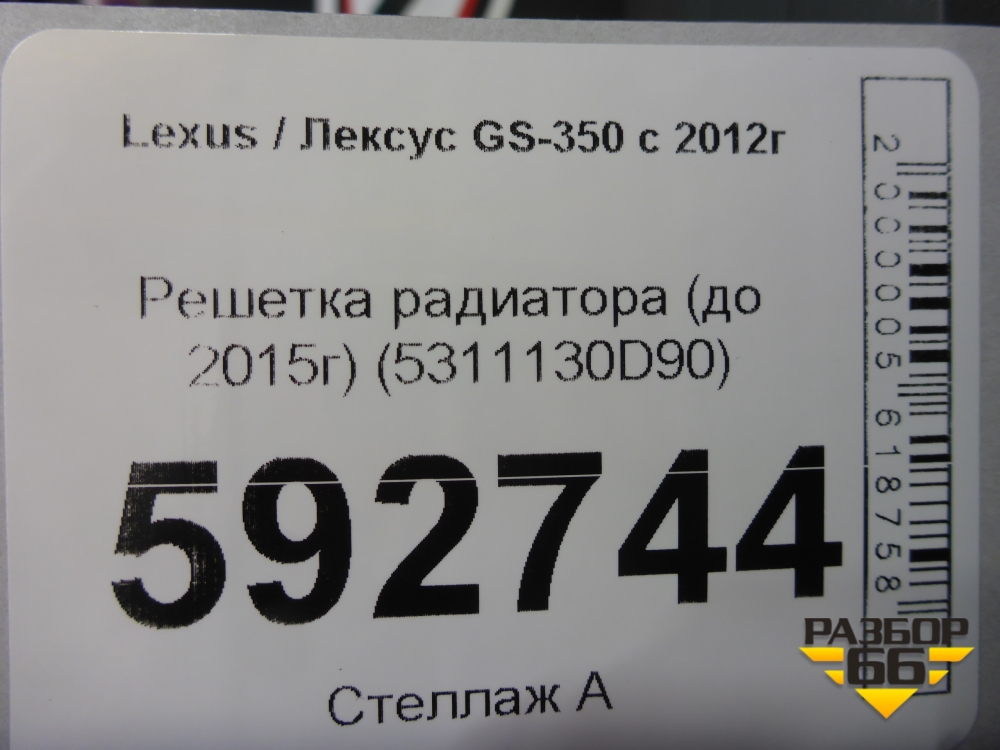 Lexus / Лексус GS-350 с 2012г
Решетка радиатора (до
2015г) (5311130D90)
592744
Стеллаж А
2000005618758
РАЗБОР
66